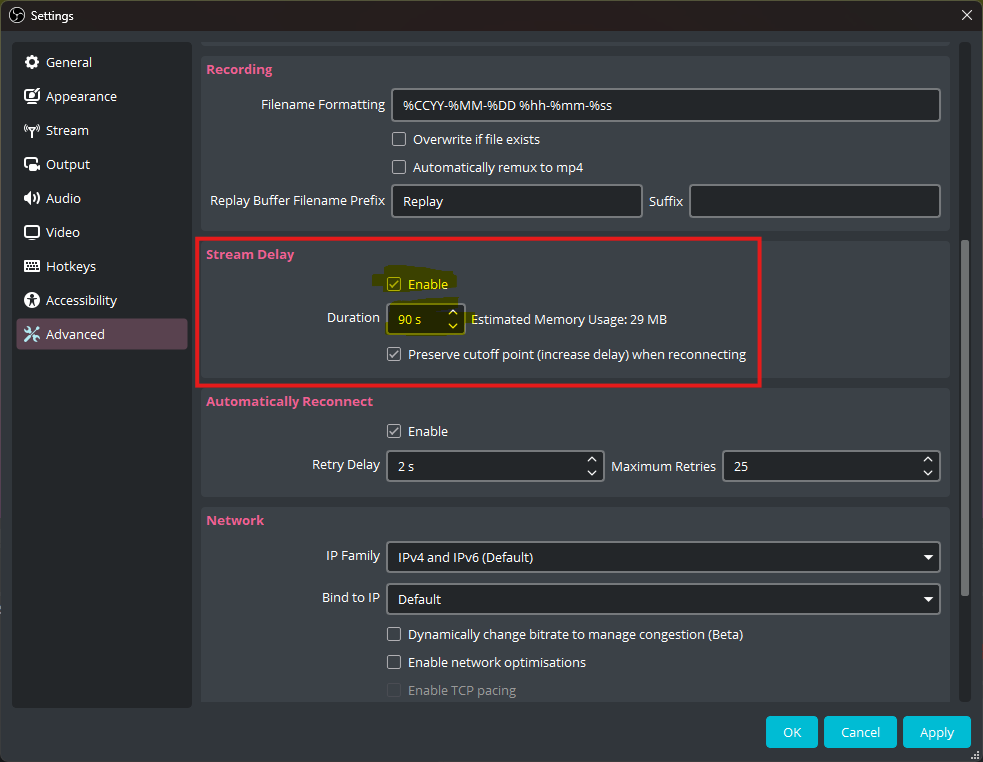 Settings
General
Appearance
Stream
Output
Audio
Video
Hotkeys
Accessibility
Advanced
Recording
Filename Formatting %CCYY-%MM-%DD %hh-%mm-%ss
Overwrite if file exists
Automatically remux to mp4
Replay Buffer Filename Prefix Replay Suffix
Stream Delay
Enable
Duration 90 s Estimated Memory Usage: 29 MB
Preserve cutoff point (increase delay) when reconnecting
Automatically Reconnect
Enable
Retry Delay 2 s Maximum Retries 25
Network
IP Family IPv4 and IPv6 (Default)
Bind to IP Default
Dynamically change bitrate to manage congestion (Beta)
Enable network optimisations
Enable TCP pacing
OK Cancel Apply